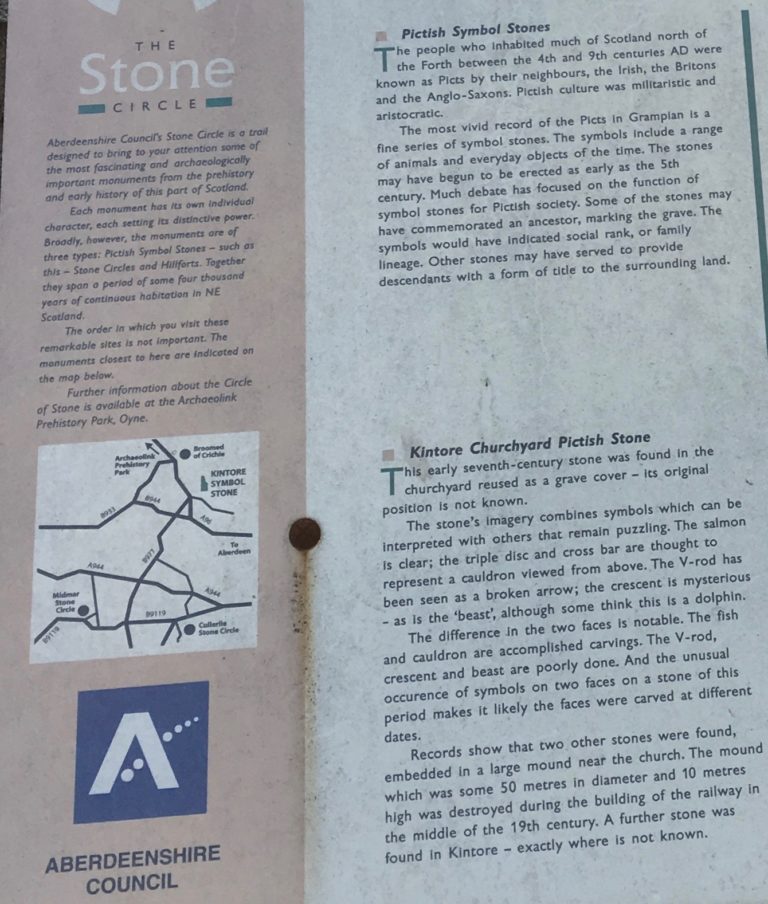 THE
Stone
CIRCLE
Aberdeenshire Council's Stone Circle is a trail
designed to bring to your attention some of
the most fascinating and archaeologically
important monuments from the prehistory
and early history of this part of Scotland.
Each monument has its own individual
character, each setting its distinctive power.
Broadly, however, the monuments are of
three types: Pictish Symbol Stones – such as
this – Stone Circles and Hillforts. Together
they span a period of some four thousand
years of continuous habitation in NE
Scotland.
The order in which you visit these
remarkable sites is not important. The
monuments closest to here are indicated on
the map below.
Further information about the Circle
of Stone is available at the Archaeolink
Prehistory Park, Oyne.
Archaeolink
Prehistory
Park
Broomend
of Crichie
KINTORE
SYMBOL
STONE
B993
B944
A96
To
Aberdeen
B977
A944
A944
Midmar
Stone
Circle
B9119
B9119
Cullerlie
Stone Circle
ABERDEENSHIRE
COUNCIL
Pictish Symbol Stones
The people who inhabited much of Scotland north of
the Forth between the 4th and 9th centuries AD were
known as Picts by their neighbours, the Irish, the Britons
and the Anglo-Saxons. Pictish culture was militaristic and
aristocratic.
The most vivid record of the Picts in Grampian is a
fine series of symbol stones. The symbols include a range
of animals and everyday objects of the time. The stones
may have begun to be erected as early as the 5th
century. Much debate has focused on the function of
symbol stones for Pictish society. Some of the stones may
have commemorated an ancestor, marking the grave. The
symbols would have indicated social rank, or family
lineage. Other stones may have served to provide
descendants with a form of title to the surrounding land.
Kintore Churchyard Pictish Stone
This early seventh-century stone was found in the
churchyard reused as a grave cover – its original
position is not known.
The stone's imagery combines symbols which can be
interpreted with others that remain puzzling. The salmon
is clear; the triple disc and cross bar are thought to
represent a cauldron viewed from above. The V-rod has
been seen as a broken arrow; the crescent is mysterious
- as is the 'beast', although some think this is a dolphin.
The difference in the two faces is notable. The fish
and cauldron are accomplished carvings. The V-rod,
crescent and beast are poorly done. And the unusual
occurence of symbols on two faces on a stone of this
period makes it likely the faces were carved at different
dates.
Records show that two other stones were found,
embedded in a large mound near the church. The mound
which was some 50 metres in diameter and 10 metres
high was destroyed during the building of the railway in
the middle of the 19th century. A further stone was
found in Kintore – exactly where is not known.